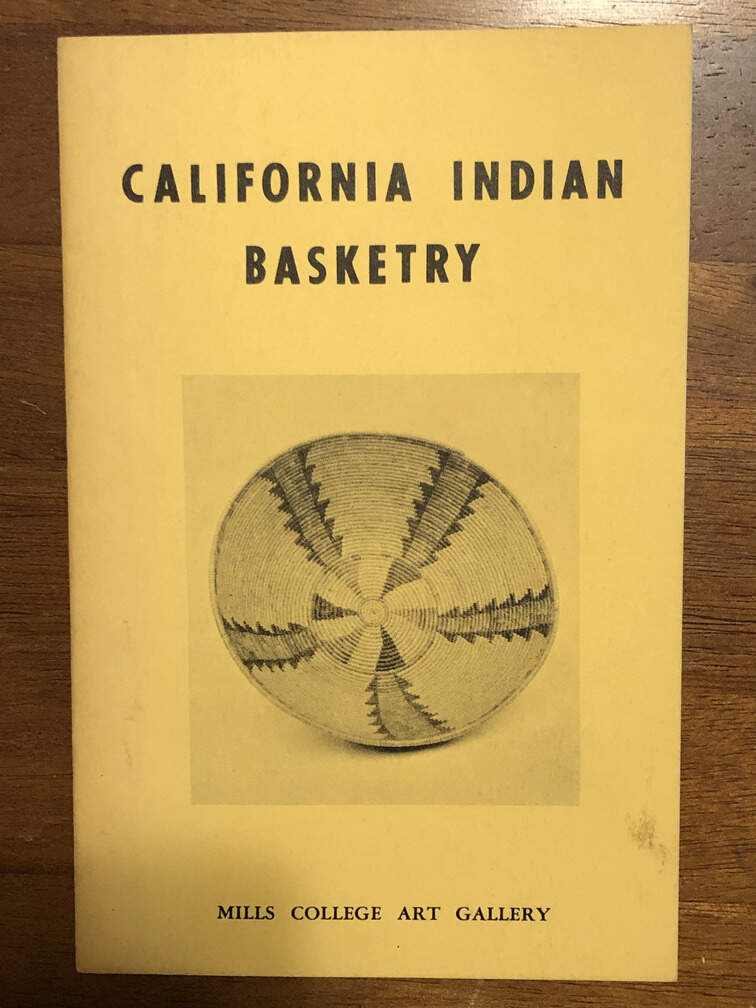 CALIFORNIA INDIAN
BASKETRY
MILLS COLLEGE ART GALLERY